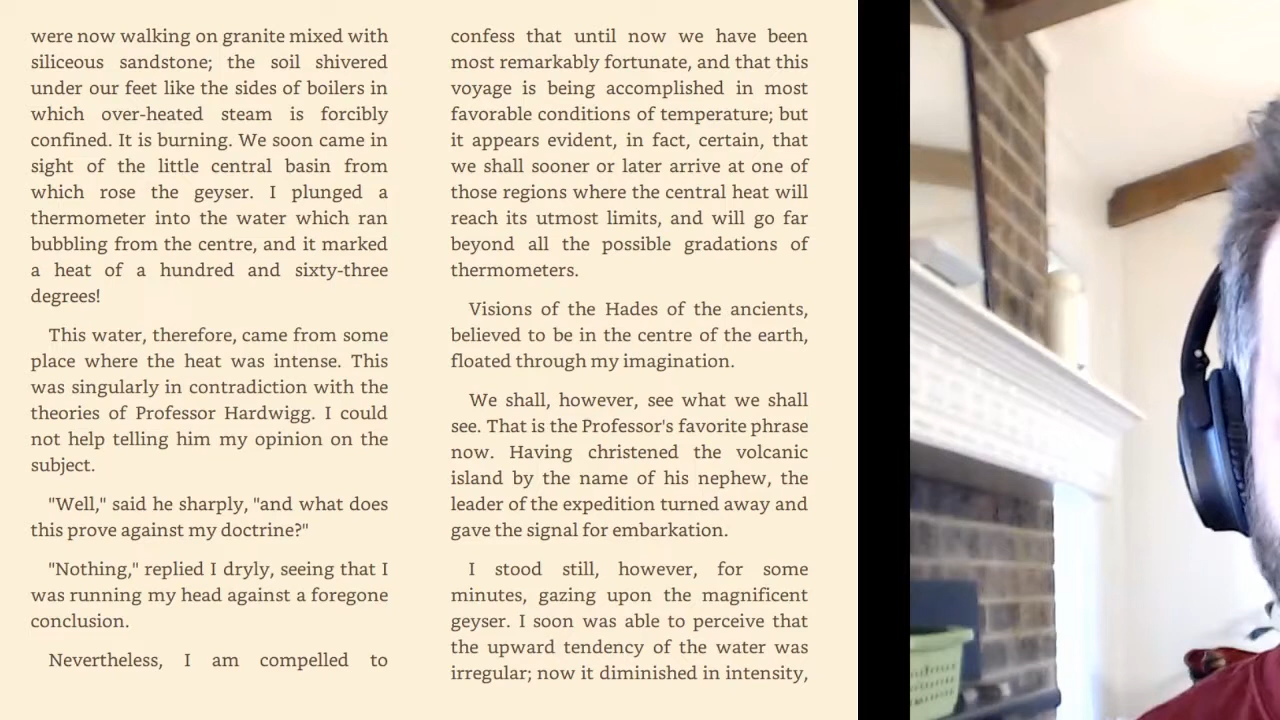 were now walking on granite mixed with
siliceous sandstone; the soil shivered
under our feet like the sides of boilers in
which over-heated steam is forcibly
confined. It is burning. We soon came in
sight of the little central basin from
which rose the geyser. I plunged a
thermometer into the water which ran
bubbling from the centre, and it marked
a heat of a hundred and sixty-three
degrees!
This water, therefore, came from some
place where the heat was intense. This
was singularly in contradiction with the
theories of Professor Hardwigg. I could
not help telling him my opinion on the
subject.
"Well," said he sharply, "and what does
this prove against my doctrine?"
"Nothing," replied I dryly, seeing that I
was running my head against a foregone
conclusion.
Nevertheless, I am compelled to
confess that until now we have been
most remarkably fortunate, and that this
voyage is being accomplished in most
favorable conditions of temperature; but
it appears evident, in fact, certain, that
we shall sooner or later arrive at one of
those regions where the central heat will
reach its utmost limits, and will go far
beyond all the possible gradations of
thermometers.
Visions of the Hades of the ancients,
believed to be in the centre of the earth,
floated through my imagination.
We shall, however, see what we shall
see. That is the Professor's favorite phrase
now. Having christened the volcanic
island by the name of his nephew, the
leader of the expedition turned away and
gave the signal for embarkation.
I stood still, however, for some
minutes, gazing upon the magnificent
geyser. I soon was able to perceive that
the upward tendency of the water was
irregular; now it diminished in intensity,